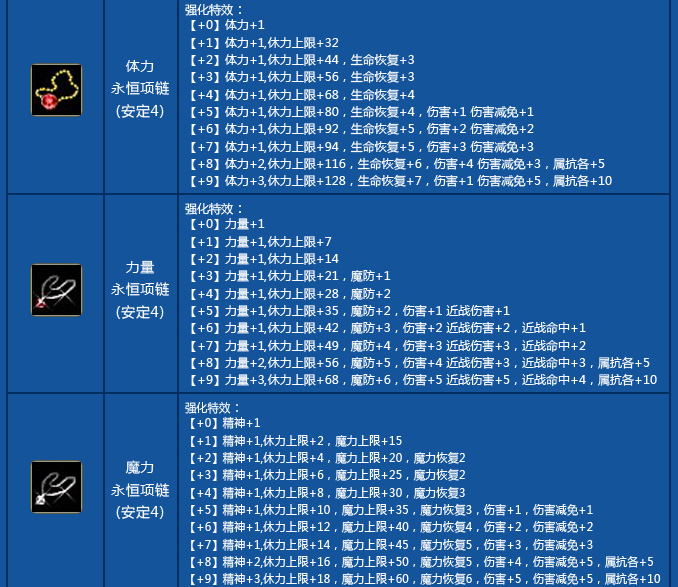 体力
永恒项链
(安定4)
强化特效：
【+0】体力+1
【+1】体力+1,休力上限+32
【+2】体力+1,休力上限+44，生命恢复+3
【+3】体力+1,休力上限+56，生命恢复+3
【+4】体力+1,休力上限+68，生命恢复+4
【+5】体力+1,休力上限+80，生命恢复+4，伤害+1 伤害减免+1
【+6】体力+1,休力上限+92，生命恢复+5，伤害+2 伤害减免+2
【+7】体力+1,休力上限+94，生命恢复+5，伤害+3 伤害减免+3
【+8】体力+2,休力上限+116，生命恢复+6，伤害+4 伤害减免+3，属抗各+5
【+9】体力+3,休力上限+128，生命恢复+7，伤害+1 伤害减免+5，属抗各+10
力量
永恒项链
(安定4)
强化特效：
【+0】力量+1
【+1】力量+1,休力上限+7
【+2】力量+1,休力上限+14
【+3】力量+1,休力上限+21，魔防+1
【+4】力量+1,休力上限+28，魔防+2
【+5】力量+1,休力上限+35，魔防+2，伤害+1 近战伤害+1
【+6】力量+1,休力上限+42，魔防+3，伤害+2 近战伤害+2，近战命中+1
【+7】力量+1,休力上限+49，魔防+4，伤害+3 近战伤害+3，近战命中+2
【+8】力量+2,休力上限+56，魔防+5，伤害+4 近战伤害+3，近战命中+3，属抗各+5
【+9】力量+3,休力上限+68，魔防+6，伤害+5 近战伤害+5，近战命中+4，属抗各+10
魔力
永恒项链
(安定4)
强化特效：
【+0】精神+1
【+1】精神+1,休力上限+2，魔力上限+15
【+2】精神+1,休力上限+4，魔力上限+20，魔力恢复2
【+3】精神+1,休力上限+6，魔力上限+25，魔力恢复2
【+4】精神+1,休力上限+8，魔力上限+30，魔力恢复3
【+5】精神+1,休力上限+10，魔力上限+35，魔力恢复3，伤害+1，伤害减免+1
【+6】精神+1,休力上限+12，魔力上限+40，魔力恢复4，伤害+2，伤害减免+2
【+7】精神+1,休力上限+14，魔力上限+45，魔力恢复5，伤害+3，伤害减免+3
【+8】精神+2,休力上限+16，魔力上限+50，魔力恢复5，伤害+4，伤害减免+5，属抗各+5
【+9】精神+3,休力上限+18，魔力上限+60，魔力恢复6，伤害+5，伤害减免+5，属抗各+10